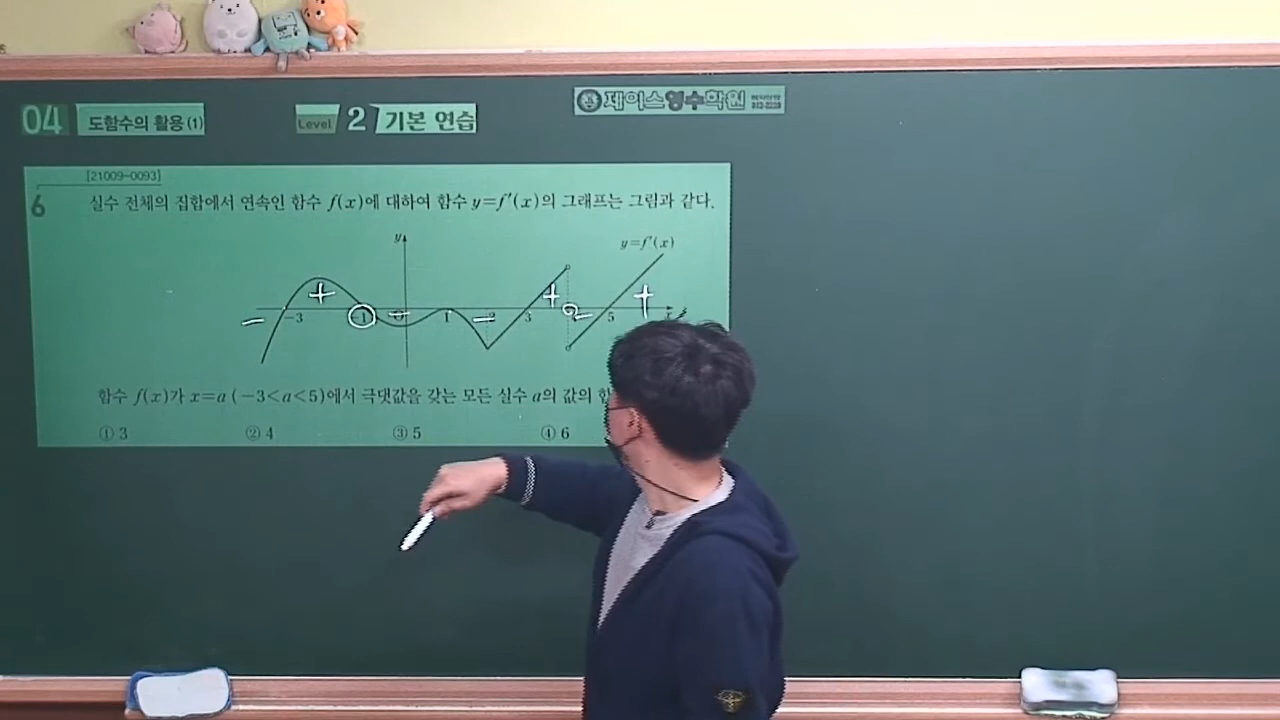 04 도함수의 활용(1)
Level 2 기본 연습
제이스영수학원
[21009-0093]
6 실수 전체의 집합에서 연속인 함수 f(x)에 대하여 함수 y=f′(x)의 그래프는 그림과 같다.
y
y=f′(x)
+ + +
− −3 −1 − 1 − 2 3 5
함수 f(x)가 x=a (−3<a<5)에서 극댓값을 갖는 모든 실수 a의 값의
① 3 ② 4 ③ 5 ④ 6